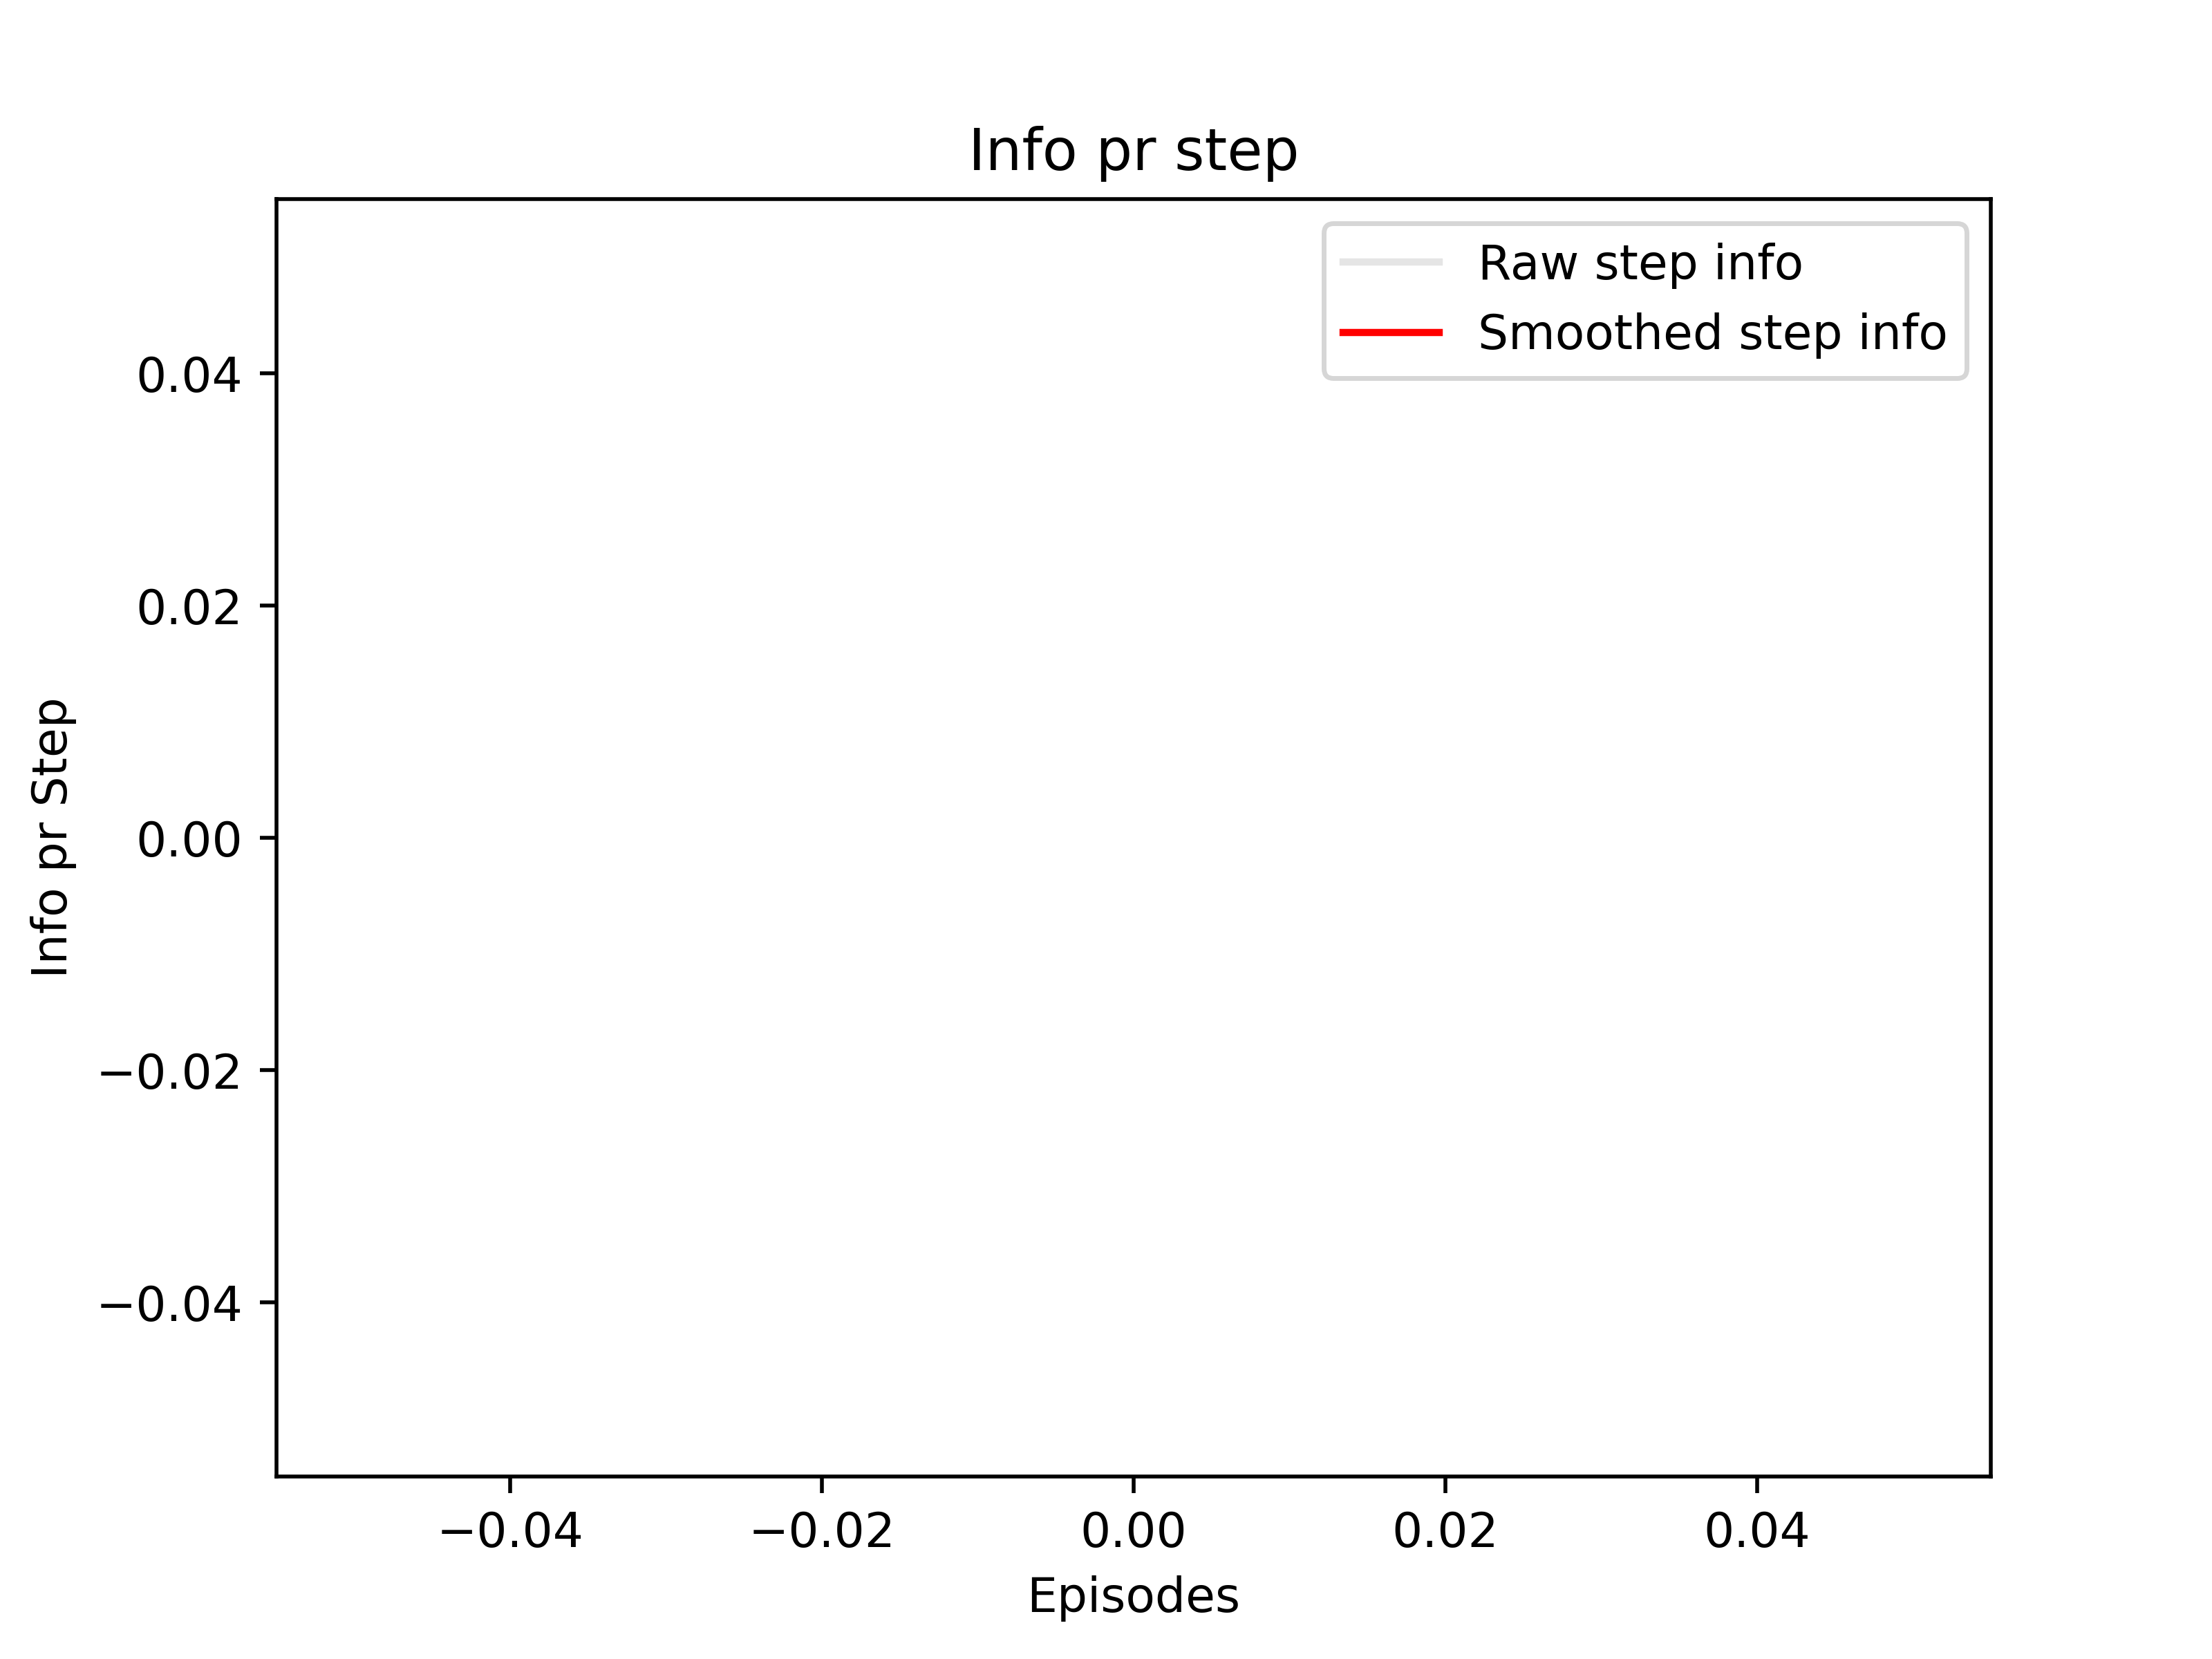 Info pr step
Raw step info
Smoothed step info
0.04
0.02
0.00
−0.02
−0.04
Info pr Step
−0.04 −0.02 0.00 0.02 0.04
Episodes